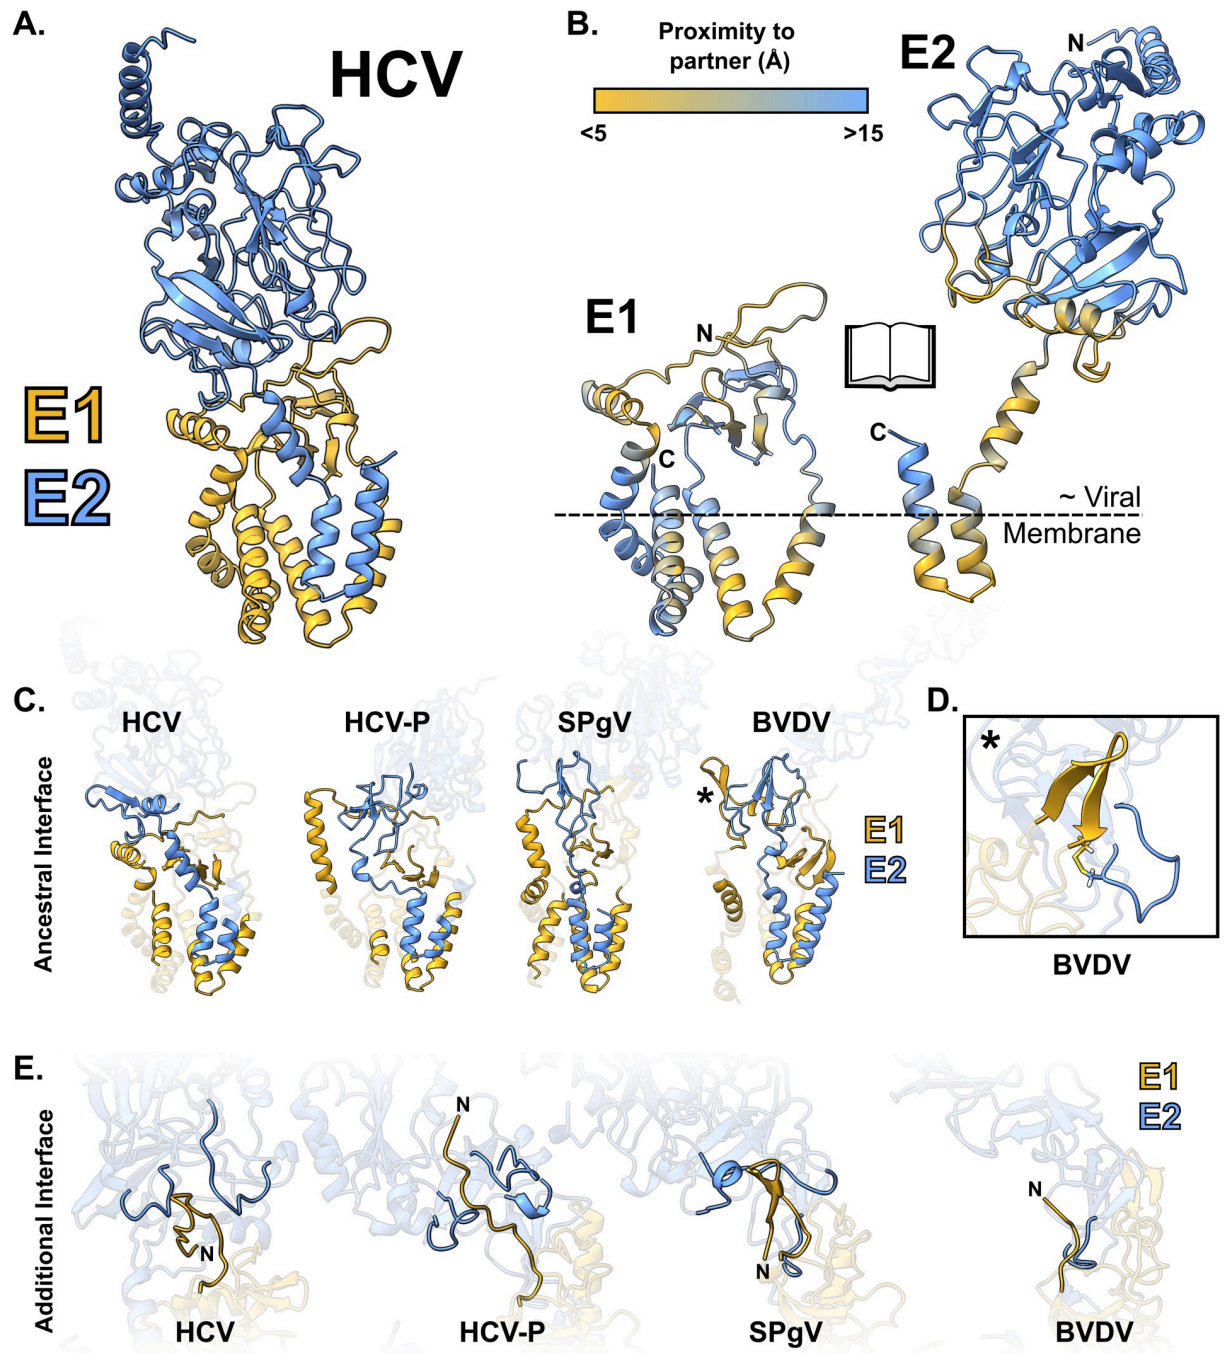 A.
HCV
E1
E2
B.
Proximity to
partner (Å)
<5
>15
E2
N
E1
N
C
C
~ Viral
Membrane
C.
HCV
HCV-P
SPgV
BVDV
*
E1
E2
Ancestral Interface
D.
*
BVDV
E.
E1
E2
Additional Interface
N
N
N
N
HCV
HCV-P
SPgV
BVDV